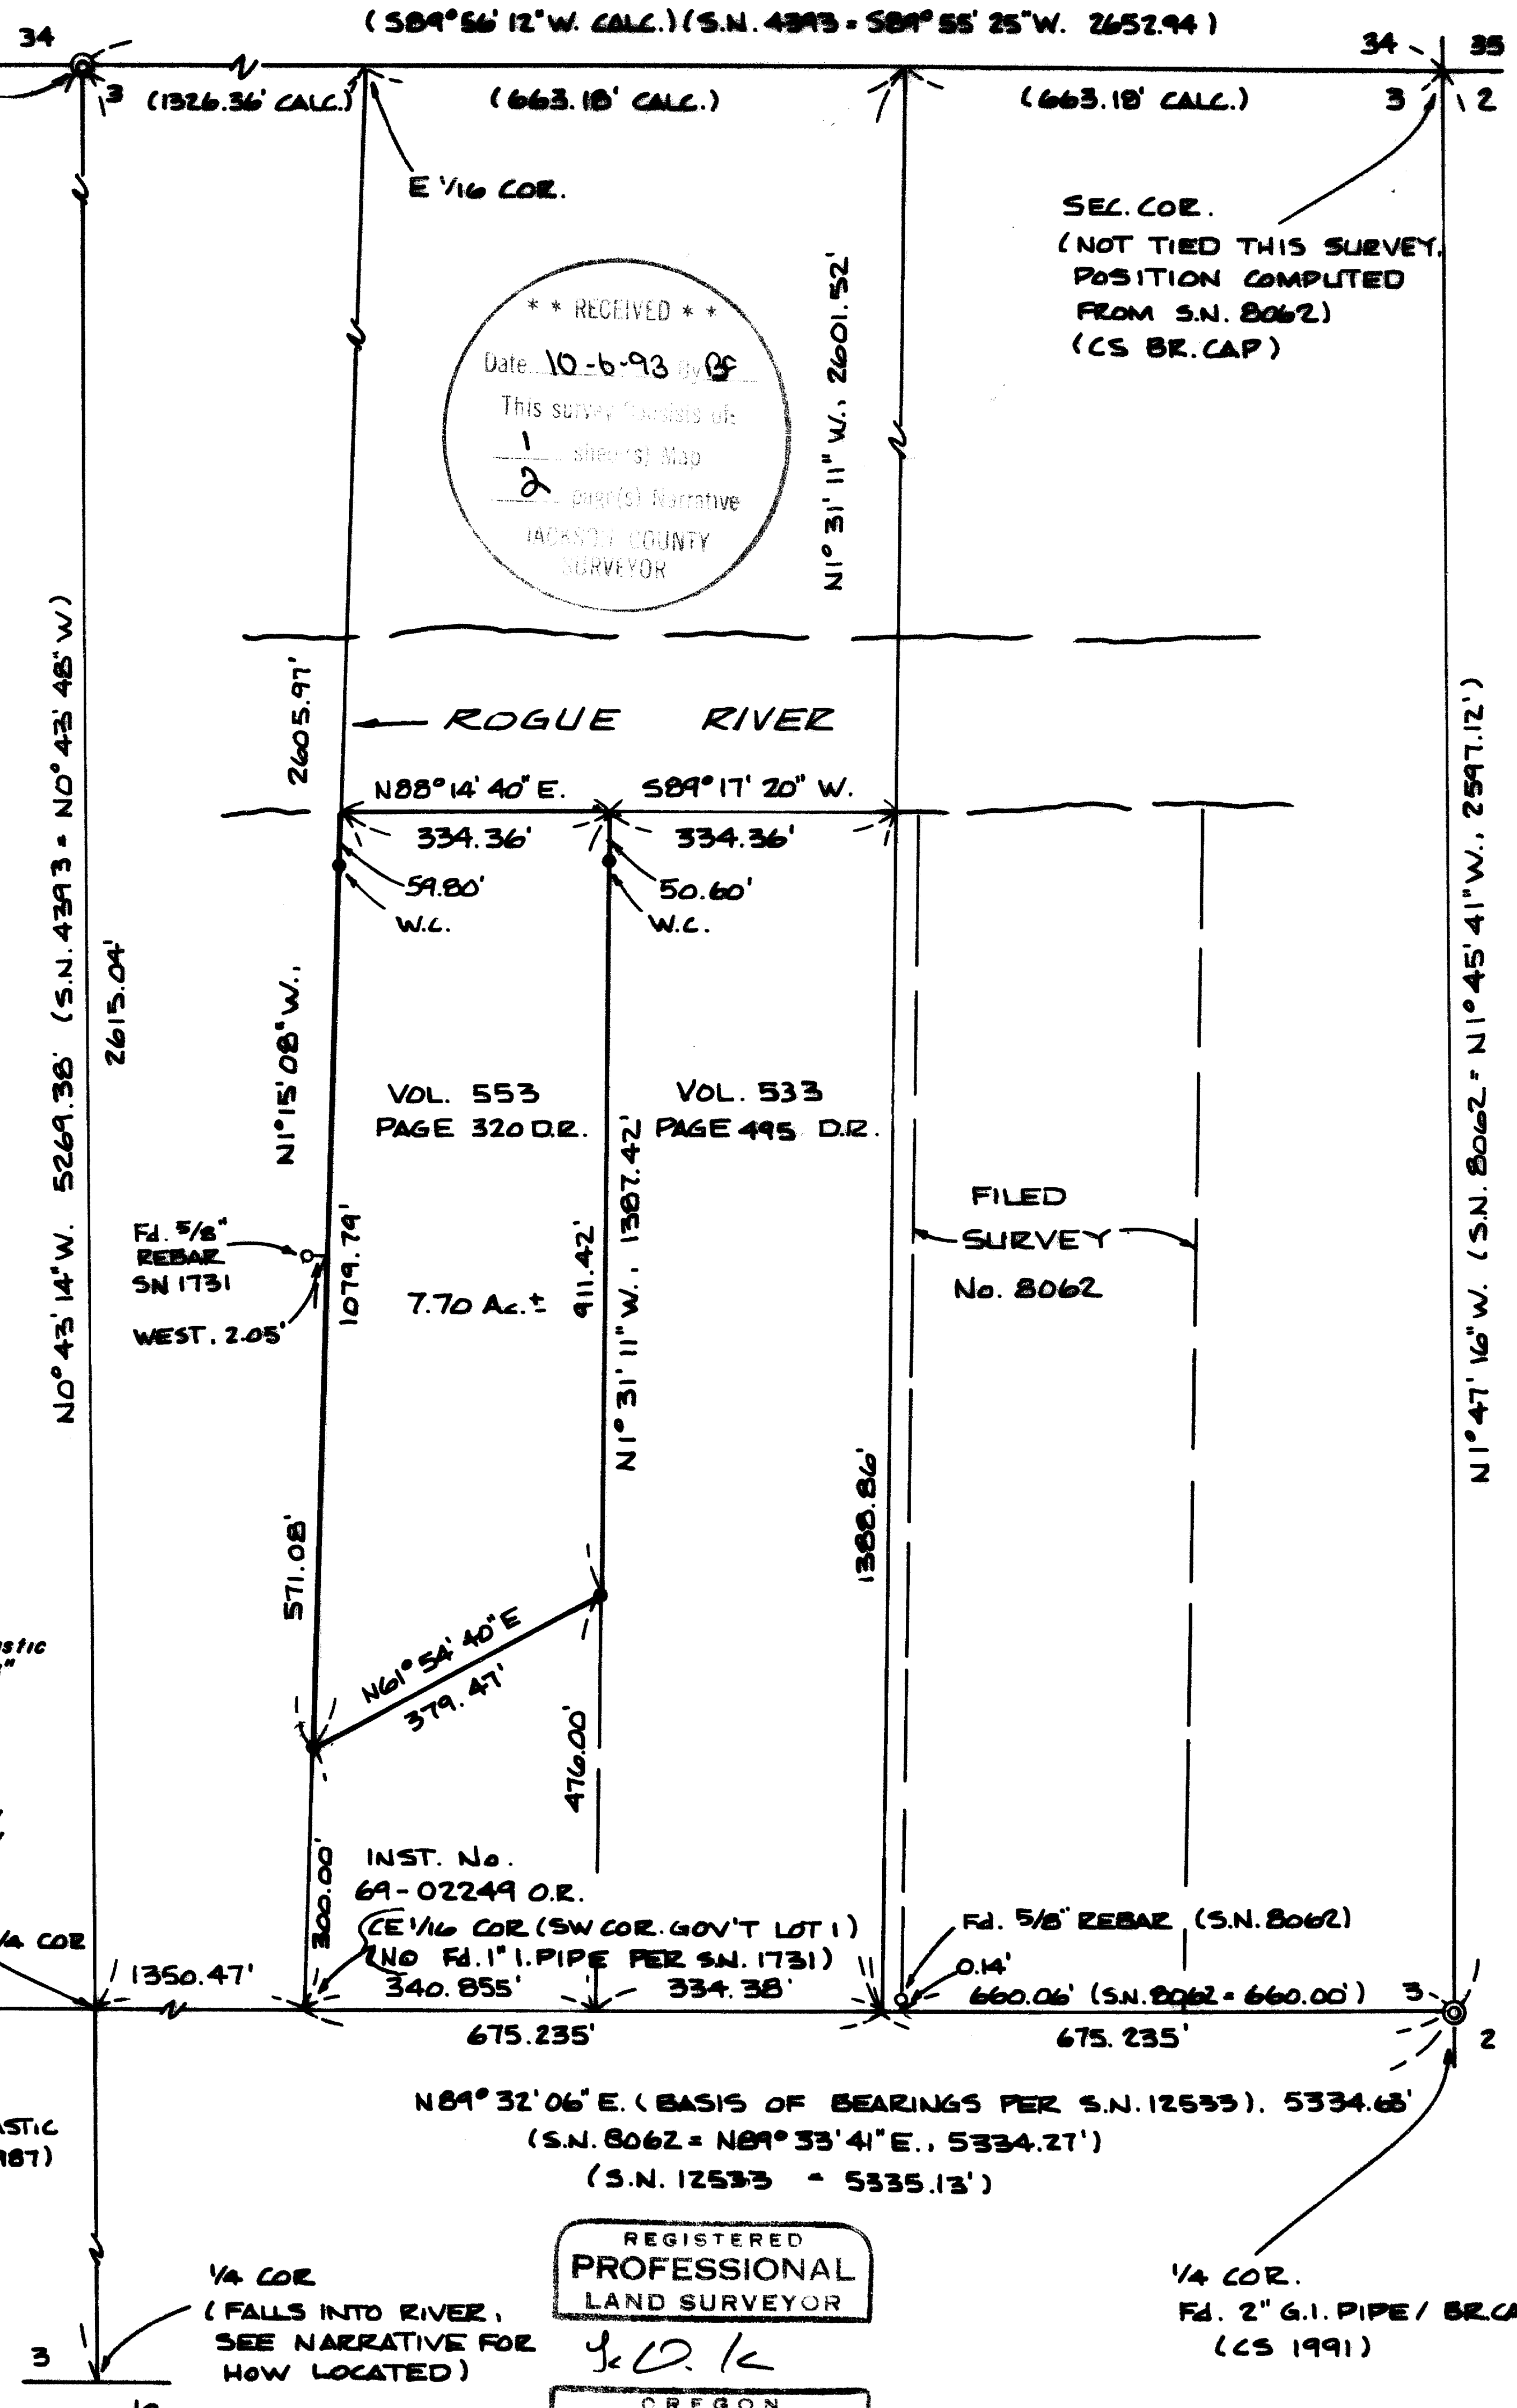 (S89°56'12"W. CALC.)(S.N. 4393 = S89°55'25"W. 2652.94)
34
34
35
3
(1326.36' CALC.)
(663.18' CALC.)
(663.18' CALC.)
3
2
E 1/16 COR.
SEC. COR.
(NOT TIED THIS SURVEY.
POSITION COMPUTED
FROM S.N. 8062)
(CS BR. CAP)
* * RECEIVED * *
Date 10-6-93 By BF
This survey consists of:
1 sheet(s) Map
2 page(s) Narrative
JACKSON COUNTY
SURVEYOR
N1°31'11"W., 2601.52'
N0°43'14"W. 5269.38' (S.N. 4393 = N0°43'48"W)
2615.04'
2605.97'
ROGUE RIVER
N88°14'40"E.
S89°17'20"W.
334.36'
334.36'
59.80'
W.C.
50.60'
W.C.
N1°15'08"W.,
VOL. 553
PAGE 320 D.R.
VOL. 533
PAGE 495 D.R.
N1°31'11"W., 1387.42'
911.42'
1079.79'
Fd. 5/8"
REBAR
SN 1731
WEST, 2.05'
7.70 Ac.±
FILED
SURVEY
No. 8062
N1°47'16"W. (S.N. 8062 = N1°45'41"W., 2597.12')
1388.86'
571.08'
N61°54'40"E
379.47'
476.00'
300.00'
INST. No.
69-02249 O.R.
CE 1/16 COR (SW COR. GOV'T LOT 1)
(NO Fd. 1" I. PIPE PER S.N. 1731)
Fd. 5/8" REBAR (S.N. 8062)
0.14'
1/4 COR
1350.47'
340.855'
334.38'
660.06' (S.N. 8062 = 660.00')
3
675.235'
675.235'
2
N89°32'06"E. (BASIS OF BEARINGS PER S.N. 12533). 5334.63'
(S.N. 8062 = N89°33'41"E., 5334.27')
(S.N. 12533 = 5335.13')
987)
REGISTERED
PROFESSIONAL
LAND SURVEYOR
OREGON
1/4 COR
(FALLS INTO RIVER,
SEE NARRATIVE FOR
HOW LOCATED)
3
1/4 COR.
Fd. 2" G.I. PIPE / BR. CA
(CS 1991)